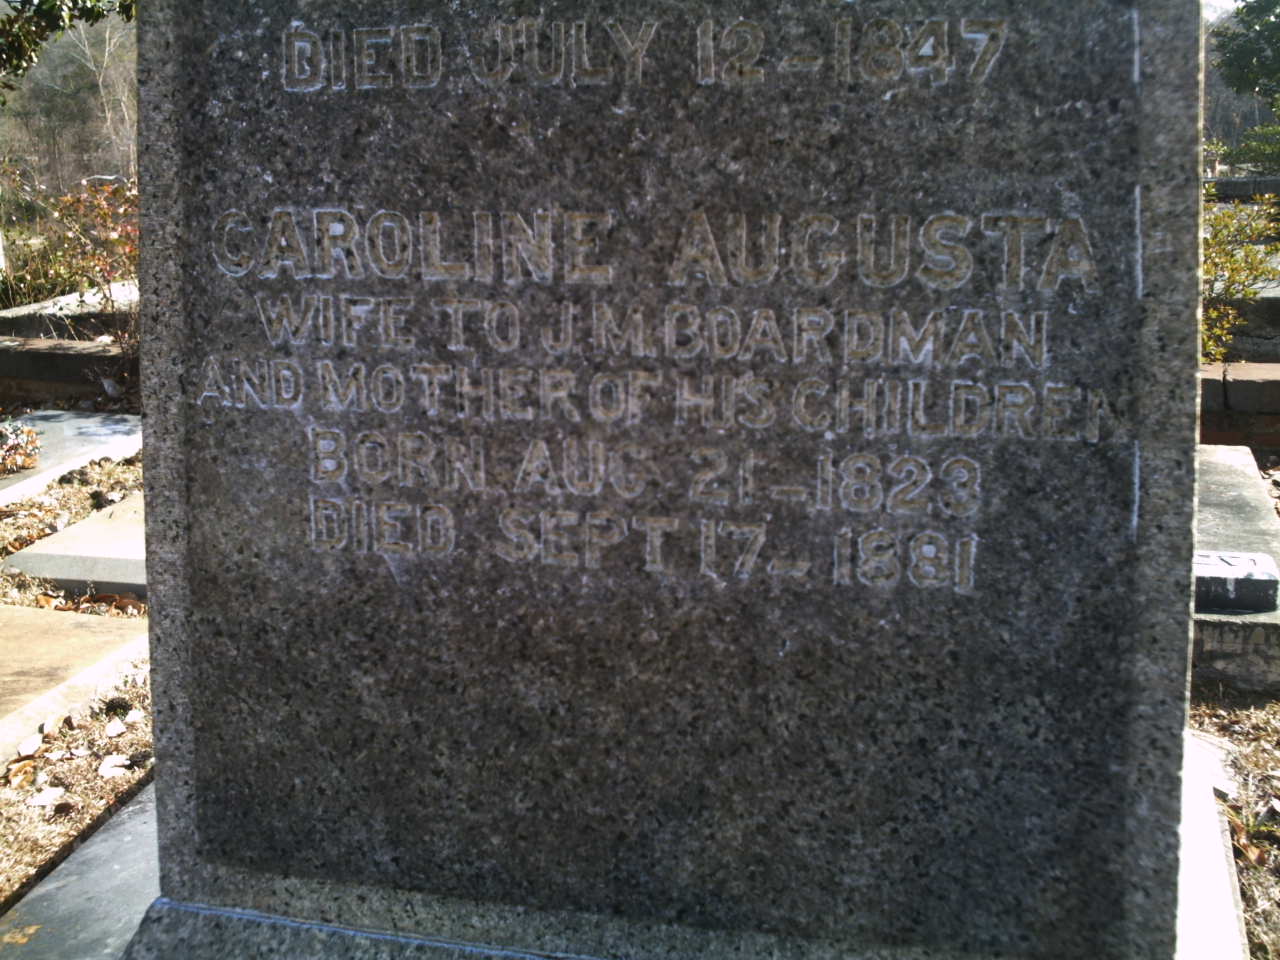 DIED JULY 12 - 1847
CAROLINE AUGUSTA
WIFE TO J. M. BOARDMAN
AND MOTHER OF HIS CHILDREN
BORN AUG. 21 - 1823
DIED SEPT 17 - 1881